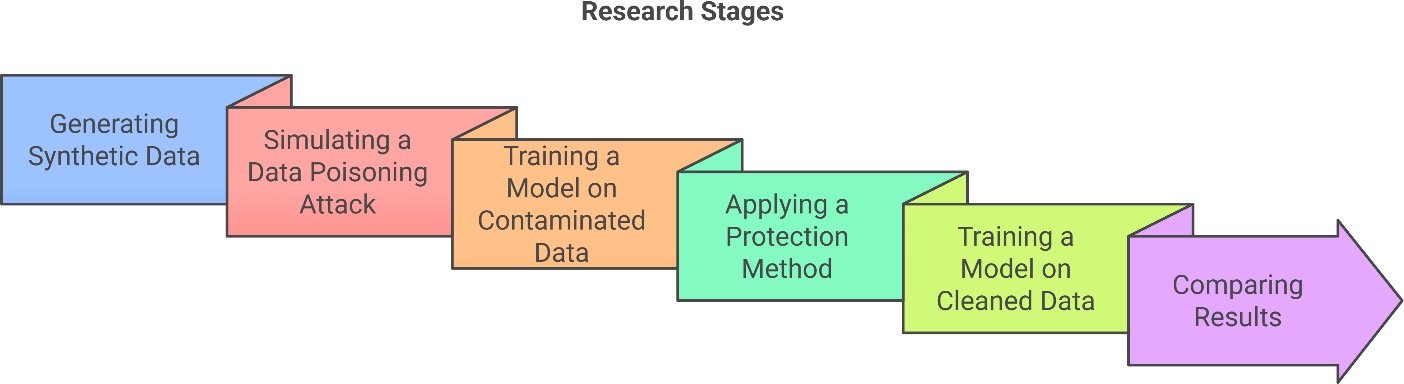 Research Stages
Generating
Synthetic Data
Simulating a
Data Poisoning
Attack
Training a
Model on
Contaminated
Data
Applying a
Protection
Method
Training a
Model on
Cleaned Data
Comparing
Results